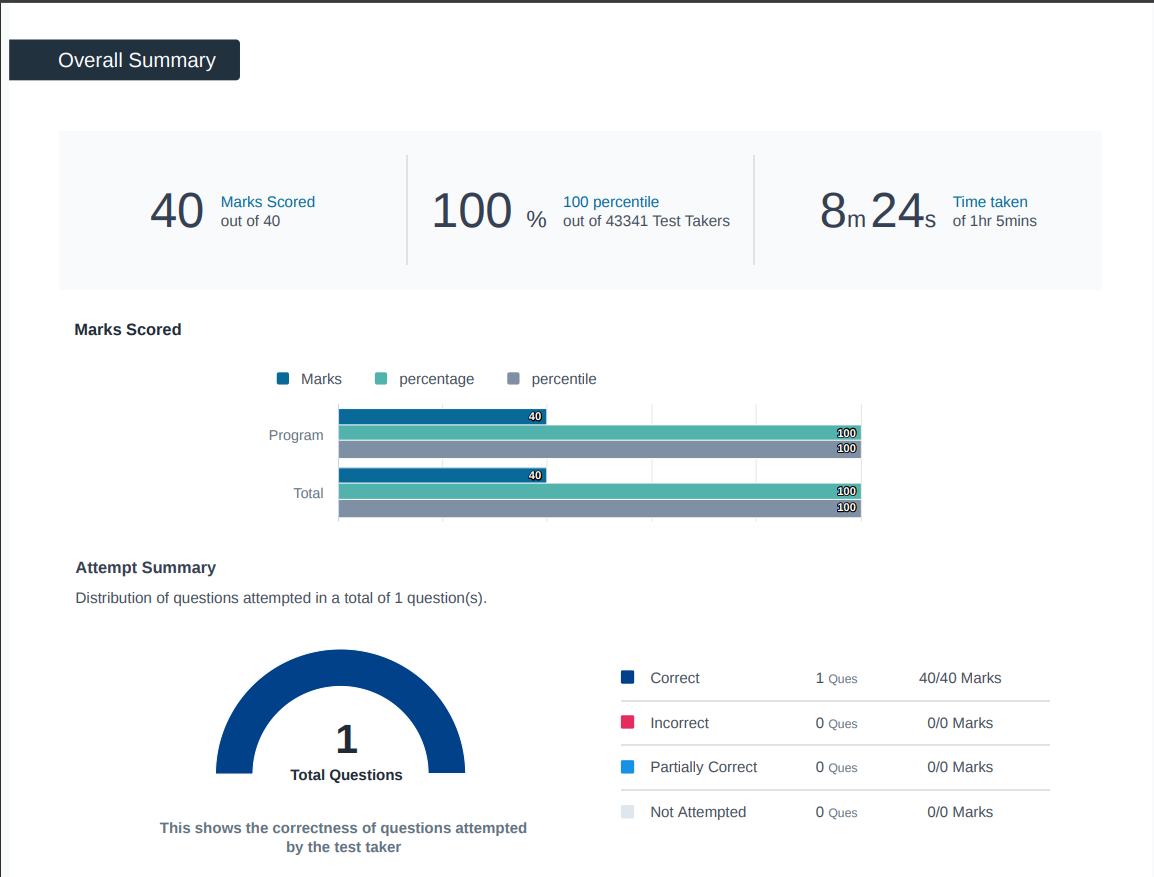 Overall Summary
40 Marks Scored
out of 40
100 % 100 percentile
out of 43341 Test Takers
8m 24s Time taken
of 1hr 5mins
Marks Scored
Marks percentage percentile
Program
40
100
100
Total
40
100
100
Attempt Summary
Distribution of questions attempted in a total of 1 question(s).
1
Total Questions
This shows the correctness of questions attempted
by the test taker
Correct 1 Ques 40/40 Marks
Incorrect 0 Ques 0/0 Marks
Partially Correct 0 Ques 0/0 Marks
Not Attempted 0 Ques 0/0 Marks